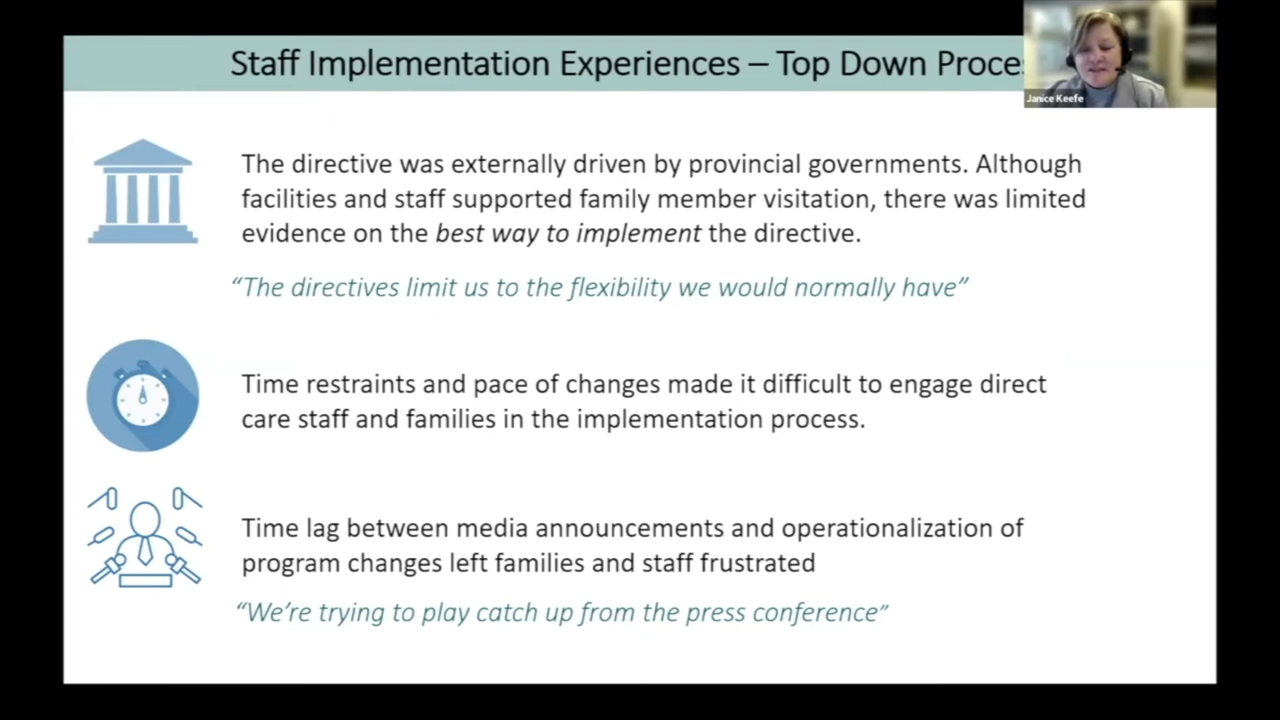 Staff Implementation Experiences – Top Down
Janice Keefe
The directive was externally driven by provincial governments. Although
facilities and staff supported family member visitation, there was limited
evidence on the best way to implement the directive.
“The directives limit us to the flexibility we would normally have”
Time restraints and pace of changes made it difficult to engage direct
care staff and families in the implementation process.
Time lag between media announcements and operationalization of
program changes left families and staff frustrated
“We’re trying to play catch up from the press conference”